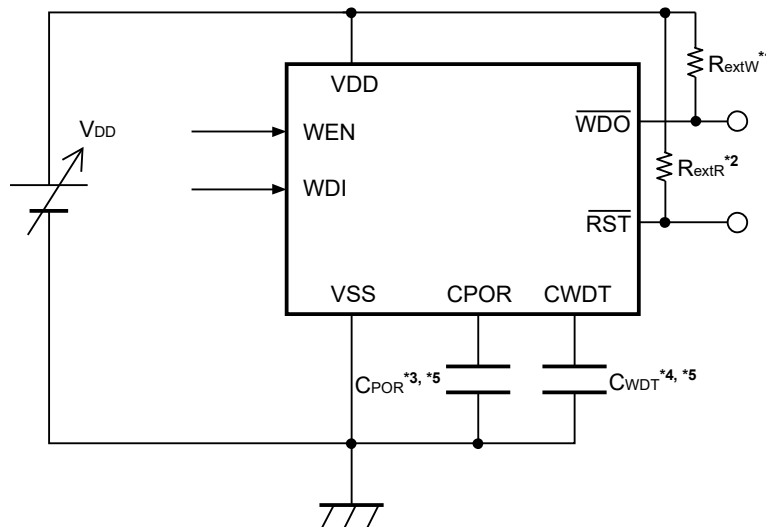 VDD
RextW*
WDO
VDD
WEN
RextR*2
WDI
RST
VSS
CPOR
CWDT
CPOR*3, *5
CWDT*4, *5